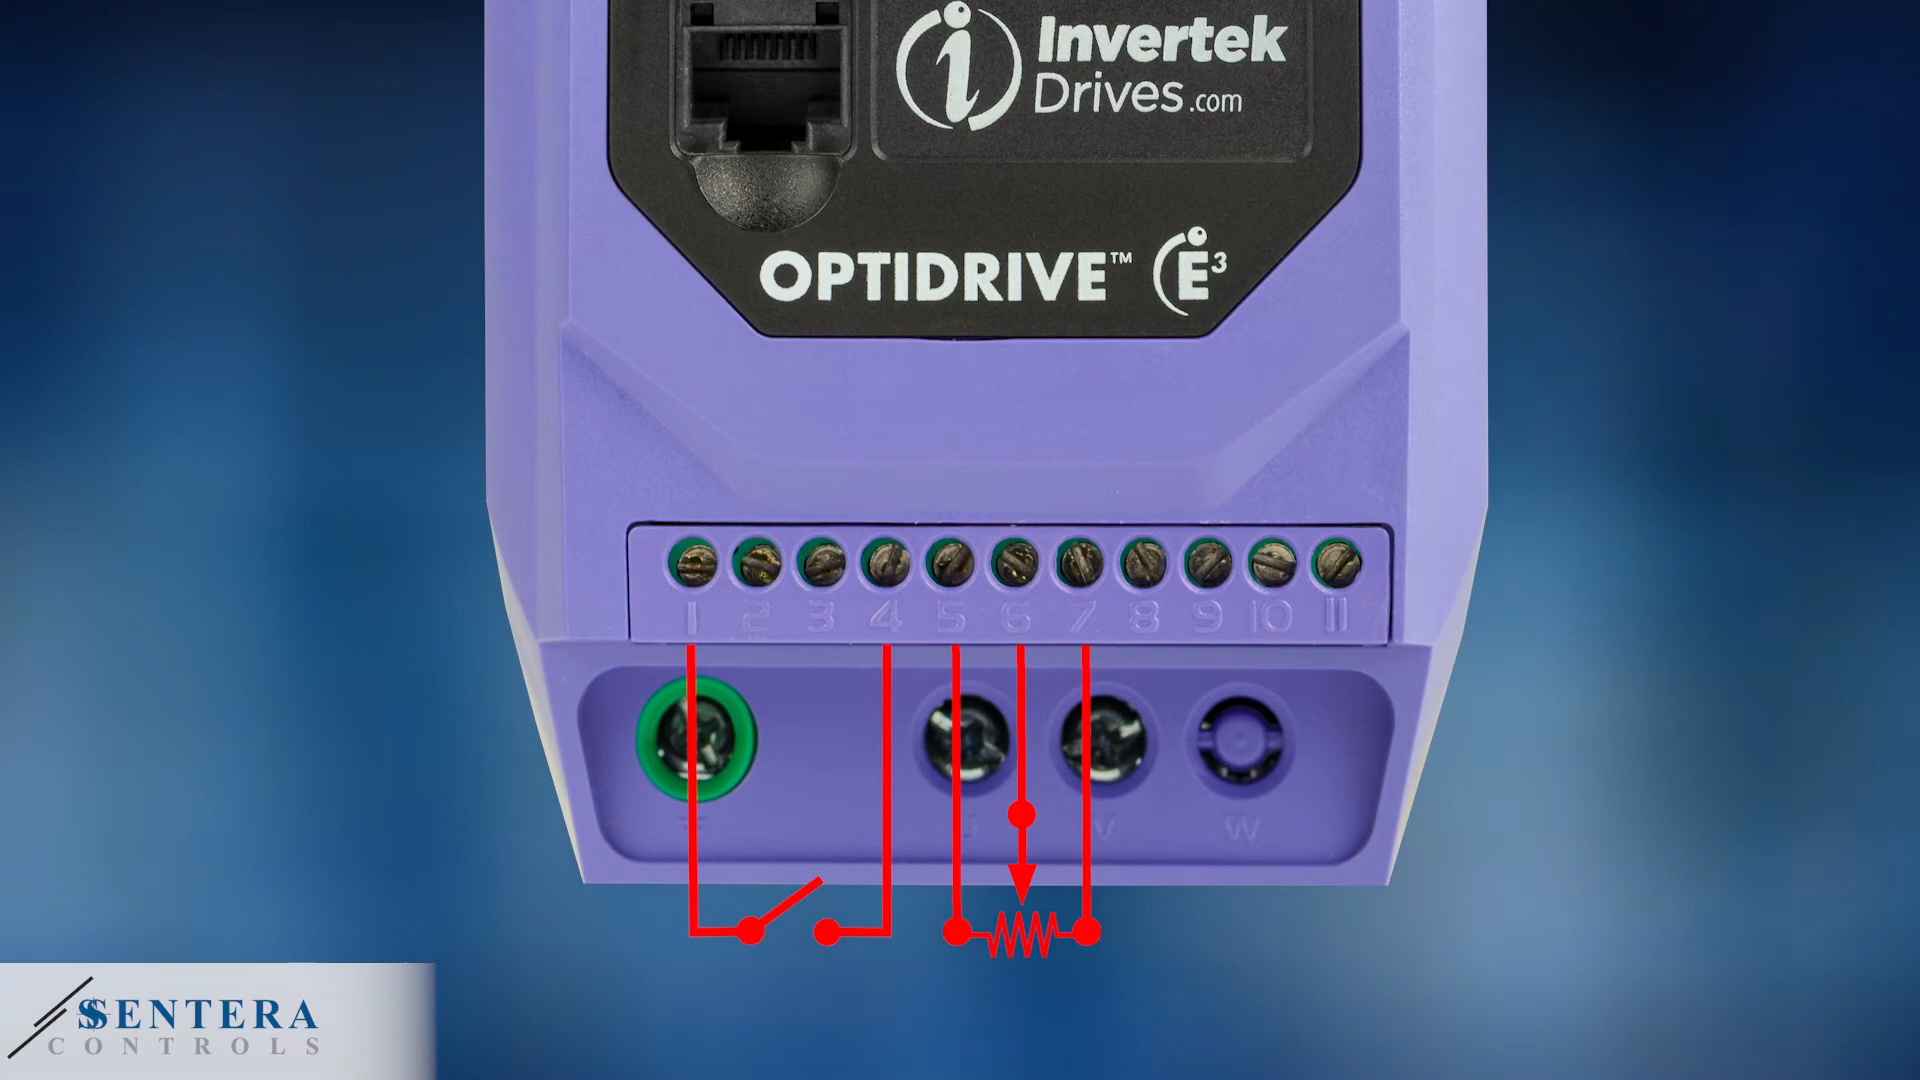 Invertek
Drives.com
OPTIDRIVE™ E³
1 2 3 4 5 6 7 8 9 10 11
U V W
SENTERA
CONTROLS